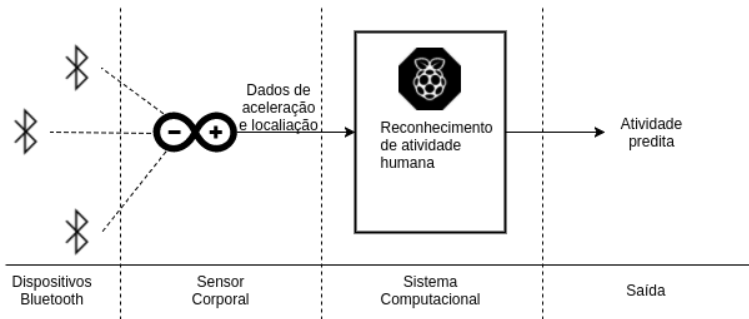 Dados de
aceleração
e localiação
Reconhecimento
de atividade
humana
Atividade
predita
Dispositivos
Bluetooth
Sensor
Corporal
Sistema
Computacional
Saída